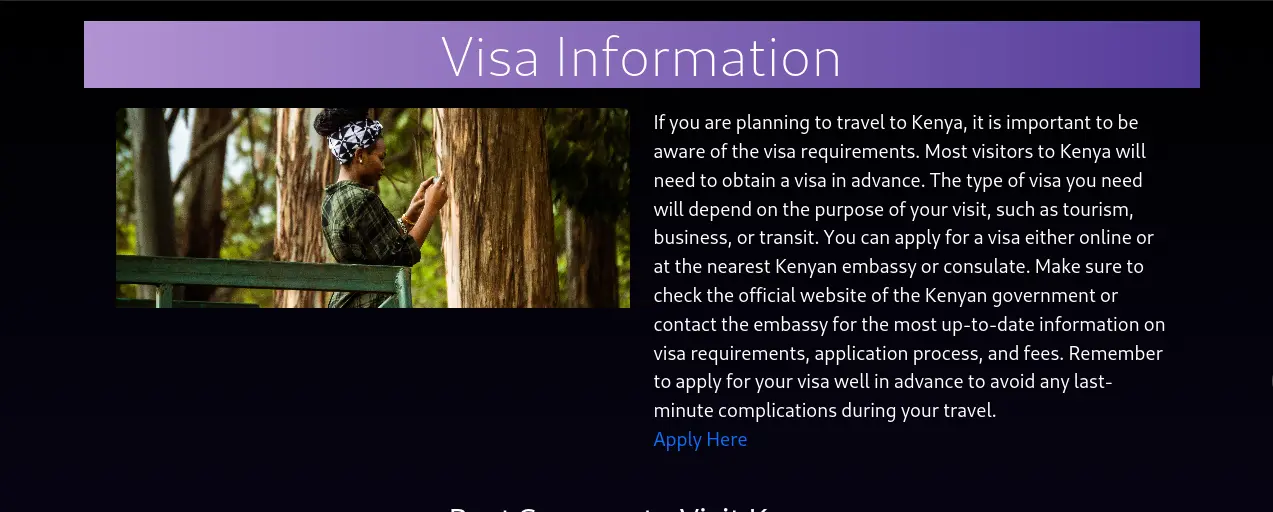 Visa Information
If you are planning to travel to Kenya, it is important to be
aware of the visa requirements. Most visitors to Kenya will
need to obtain a visa in advance. The type of visa you need
will depend on the purpose of your visit, such as tourism,
business, or transit. You can apply for a visa either online or
at the nearest Kenyan embassy or consulate. Make sure to
check the official website of the Kenyan government or
contact the embassy for the most up-to-date information on
visa requirements, application process, and fees. Remember
to apply for your visa well in advance to avoid any last-
minute complications during your travel.
Apply Here